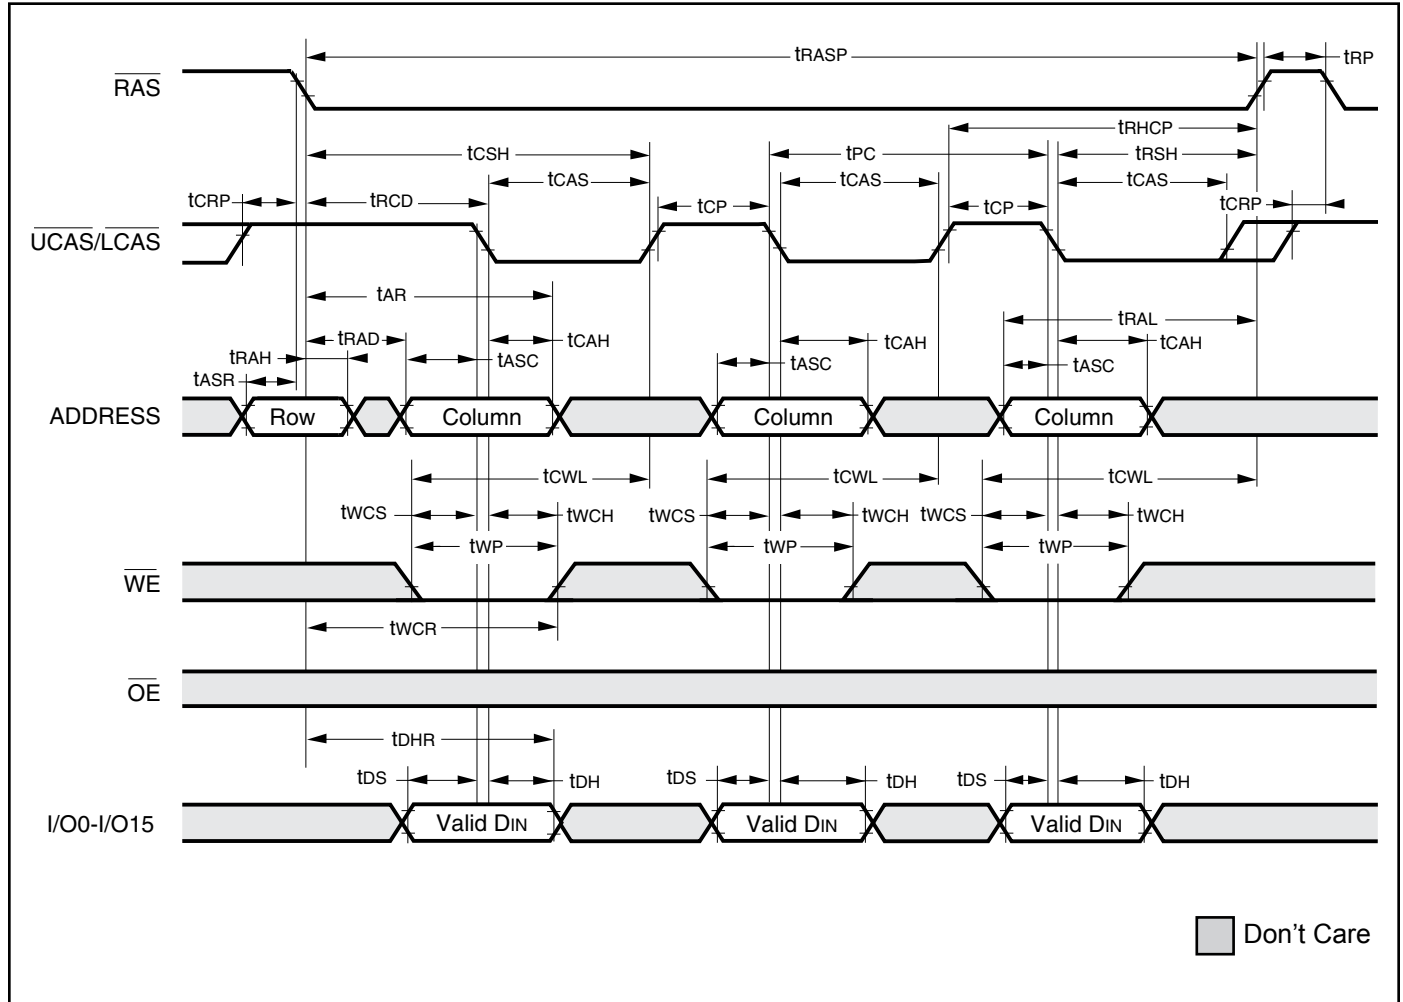 tRASP
tRP
RAS
tRHCP
tCSH
tPC
tRSH
tCAS
tCAS
tCAS
tCRP
tRCD
tCP
tCP
tCRP
UCAS/LCAS
tAR
tRAL
tRAD
tCAH
tCAH
tCAH
tRAH
tASC
tASC
tASC
tASR
ADDRESS
Row
Column
Column
Column
tCWL
tCWL
tCWL
tWCS
tWCH
tWCS
tWCH
tWCS
tWCH
tWP
tWP
tWP
WE
tWCR
OE
tDHR
tDS
tDH
tDS
tDH
tDS
tDH
I/O0-I/O15
Valid DIN
Valid DIN
Valid DIN
Don't Care